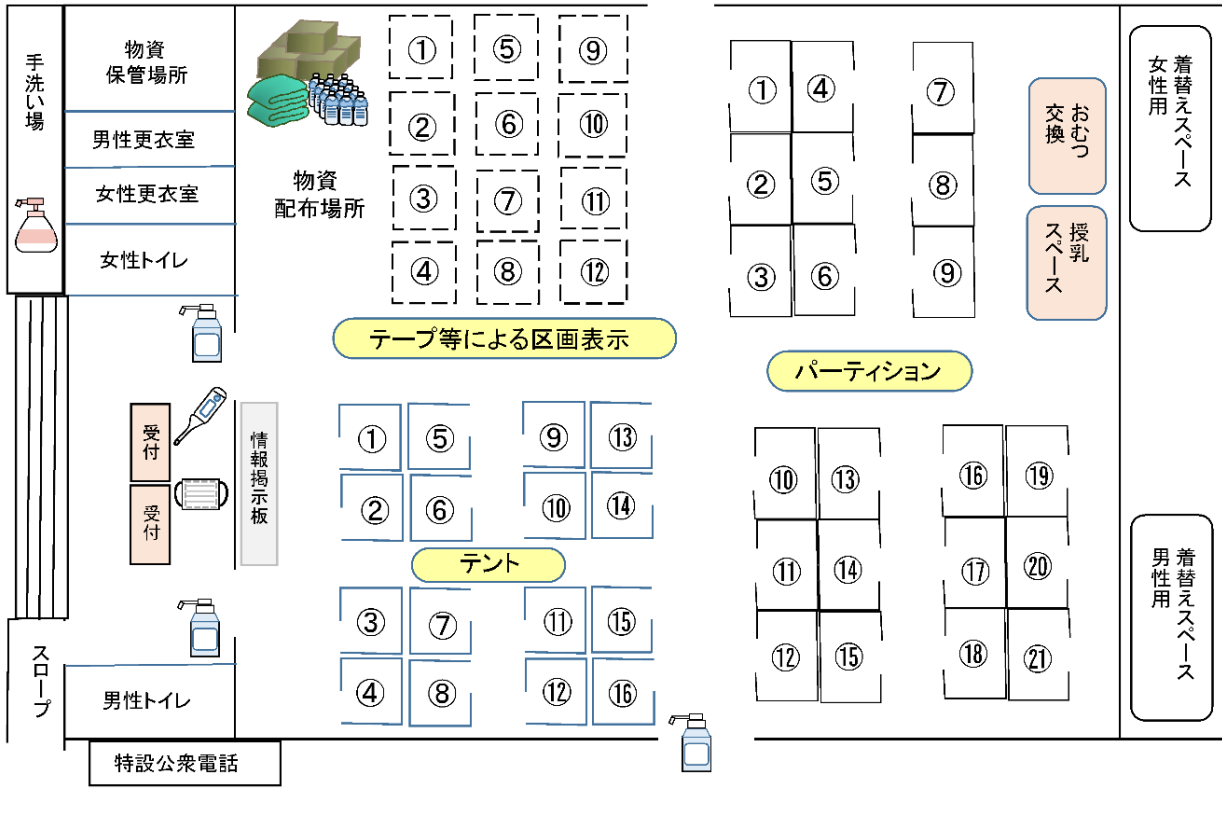 手洗い場
物資
保管場所
男性更衣室
女性更衣室
女性トイレ
物資
配布場所
①
⑤
⑨
②
⑥
⑩
③
⑦
⑪
④
⑧
⑫
テープ等による区画表示
①
④
⑦
②
⑤
⑧
③
⑥
⑨
おむつ
交換
授乳
スペース
着替えスペース
女性用
パーティション
受付
受付
情報掲示板
①
⑤
⑨
⑬
②
⑥
⑩
⑭
テント
③
⑦
⑪
⑮
④
⑧
⑫
⑯
⑩
⑬
⑯
⑲
⑪
⑭
⑰
⑳
⑫
⑮
⑱
㉑
着替えスペース
男性用
スロープ
男性トイレ
特設公衆電話